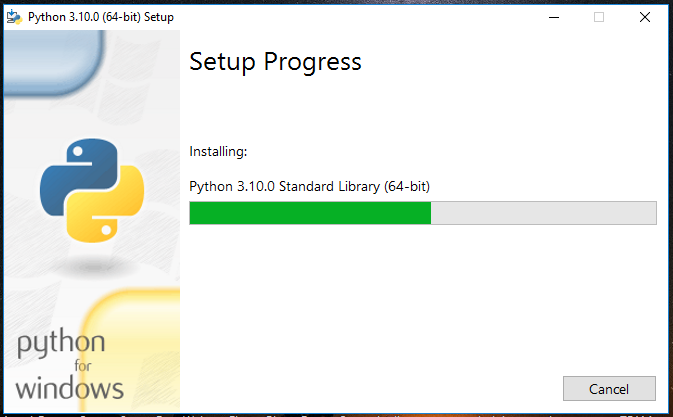 Python 3.10.0 (64-bit) Setup
Setup Progress
Installing:
Python 3.10.0 Standard Library (64-bit)
python
for
windows
Cancel